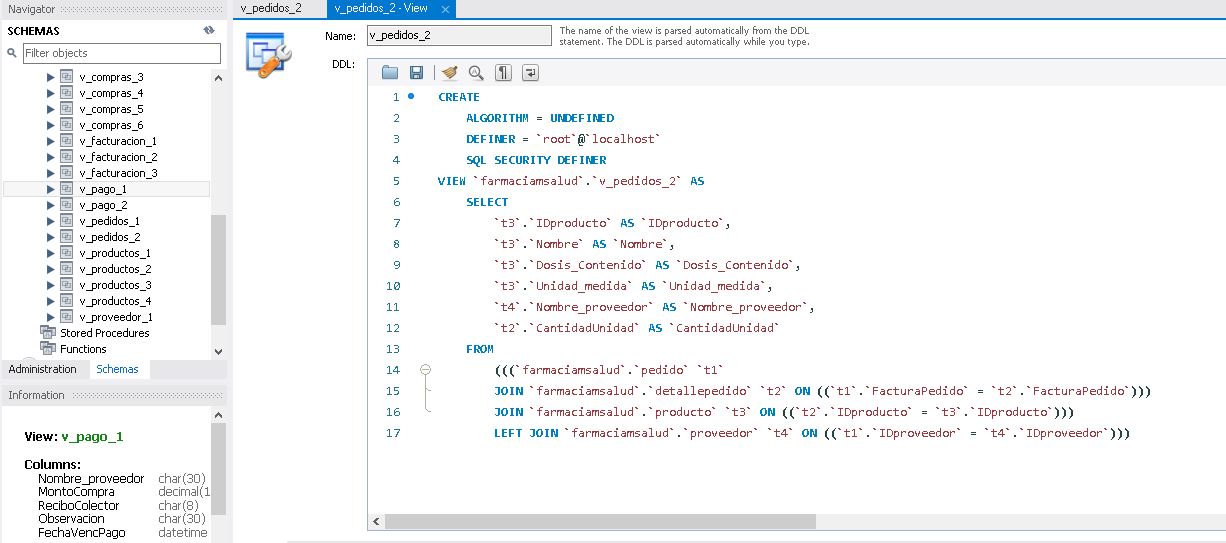 Navigator
SCHEMAS
Filter objects
v_compras_3
v_compras_4
v_compras_5
v_compras_6
v_facturacion_1
v_facturacion_2
v_facturacion_3
v_pago_1
v_pago_2
v_pedidos_1
v_pedidos_2
v_productos_1
v_productos_2
v_productos_3
v_productos_4
v_proveedor_1
Stored Procedures
Functions
Administration Schemas
Information
View: v_pago_1
Columns:
Nombre_proveedor char(30)
MontoCompra decimal(1
ReciboColector char(8)
Observacion char(30)
FechaVencPago datetime
v_pedidos_2 v_pedidos_2 - View
Name: v_pedidos_2
The name of the view is parsed automatically from the DDL
statement. The DDL is parsed automatically while you type.
DDL:
1 CREATE
2 ALGORITHM = UNDEFINED
3 DEFINER = `root`@`localhost`
4 SQL SECURITY DEFINER
5 VIEW `farmaciamsalud`.`v_pedidos_2` AS
6 SELECT
7 `t3`.`IDproducto` AS `IDproducto`,
8 `t3`.`Nombre` AS `Nombre`,
9 `t3`.`Dosis_Contenido` AS `Dosis_Contenido`,
10 `t3`.`Unidad_medida` AS `Unidad_medida`,
11 `t4`.`Nombre_proveedor` AS `Nombre_proveedor`,
12 `t2`.`CantidadUnidad` AS `CantidadUnidad`
13 FROM
14 (((`farmaciamsalud`.`pedido` `t1`
15 JOIN `farmaciamsalud`.`detallepedido` `t2` ON ((`t1`.`FacturaPedido` = `t2`.`FacturaPedido`)))
16 JOIN `farmaciamsalud`.`producto` `t3` ON ((`t2`.`IDproducto` = `t3`.`IDproducto`)))
17 LEFT JOIN `farmaciamsalud`.`proveedor` `t4` ON ((`t1`.`IDproveedor` = `t4`.`IDproveedor`)))